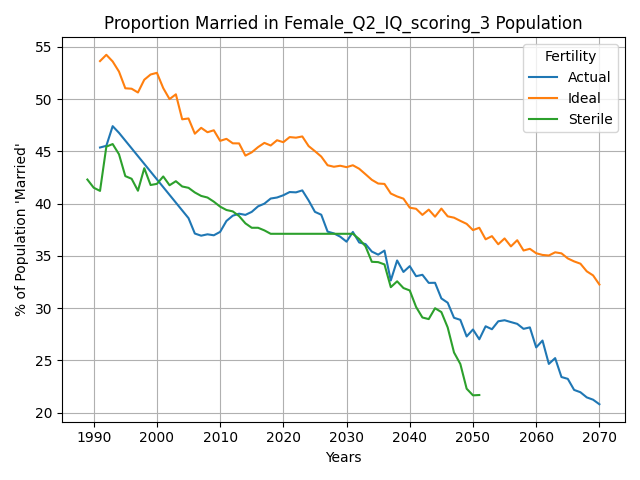 Proportion Married in Female_Q2_IQ_scoring_3 Population
% of Population 'Married'
55
50
45
40
35
30
25
20
Fertility
Actual
Ideal
Sterile
1990 2000 2010 2020 2030 2040 2050 2060 2070
Years